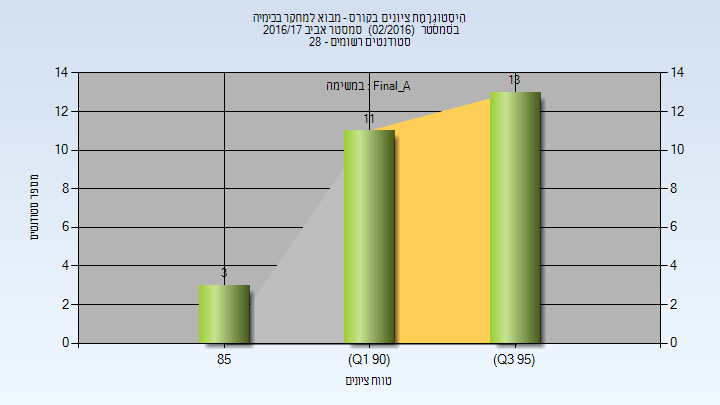 היסטוגרמת ציונים בקורס - מבוא למחקר בכימיה
בסמסטר (02/2016) סמסטר אביב 2016/17
סטודנטים רשומים - 28
במשימה : Final_A
14
12
10
8
6
4
2
0
14
12
10
8
6
4
2
0
מספר סטודנטים
3
11
13
85
(Q1 90)
(Q3 95)
טווח ציונים